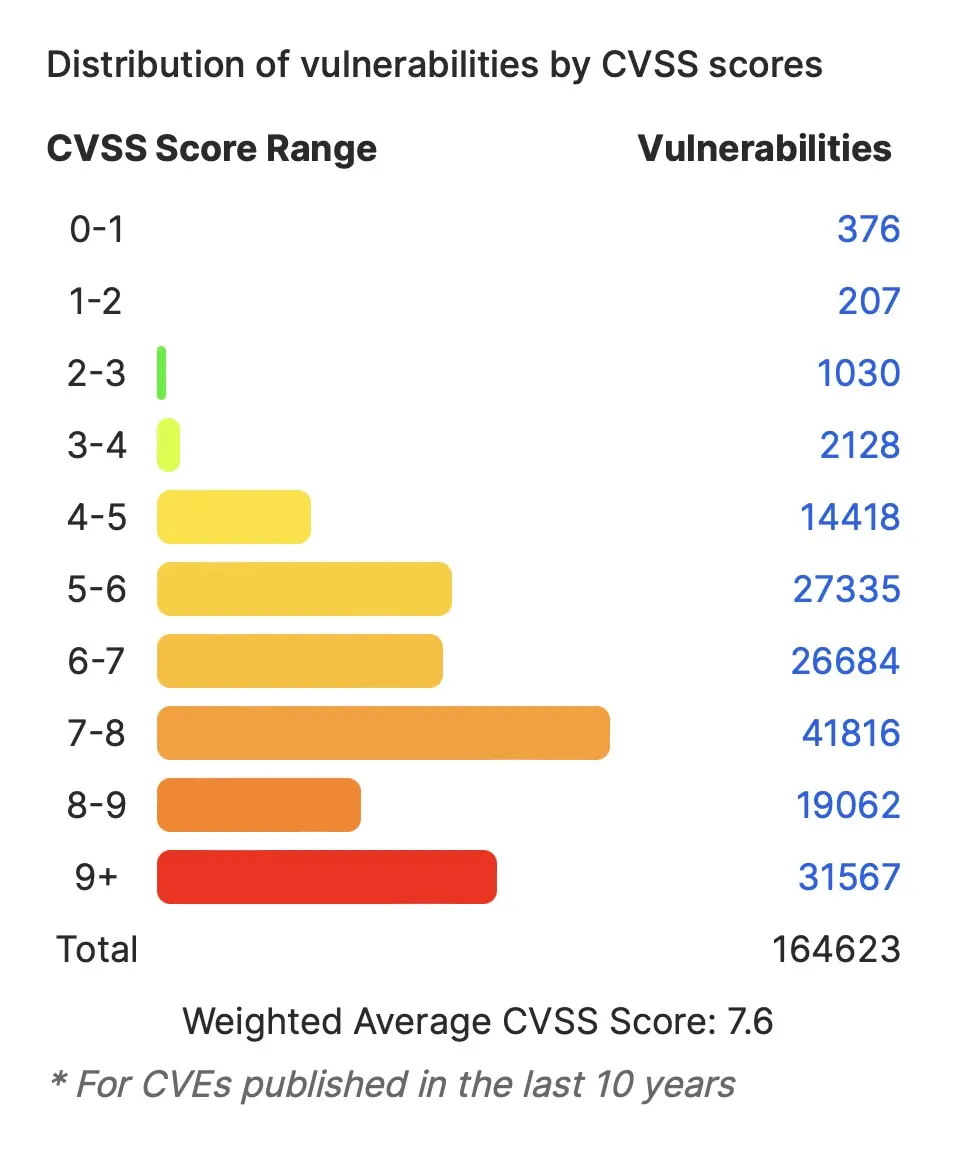 Distribution of vulnerabilities by CVSS scores
CVSS Score Range Vulnerabilities
0-1 376
1-2 207
2-3 1030
3-4 2128
4-5 14418
5-6 27335
6-7 26684
7-8 41816
8-9 19062
9+ 31567
Total 164623
Weighted Average CVSS Score: 7.6
* For CVEs published in the last 10 years